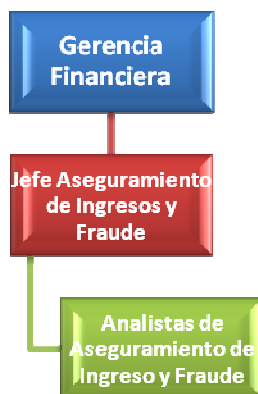 Gerencia
Financiera
Jefe Aseguramiento
de Ingresos y
Fraude
Analistas de
Aseguramiento de
Ingreso y Fraude